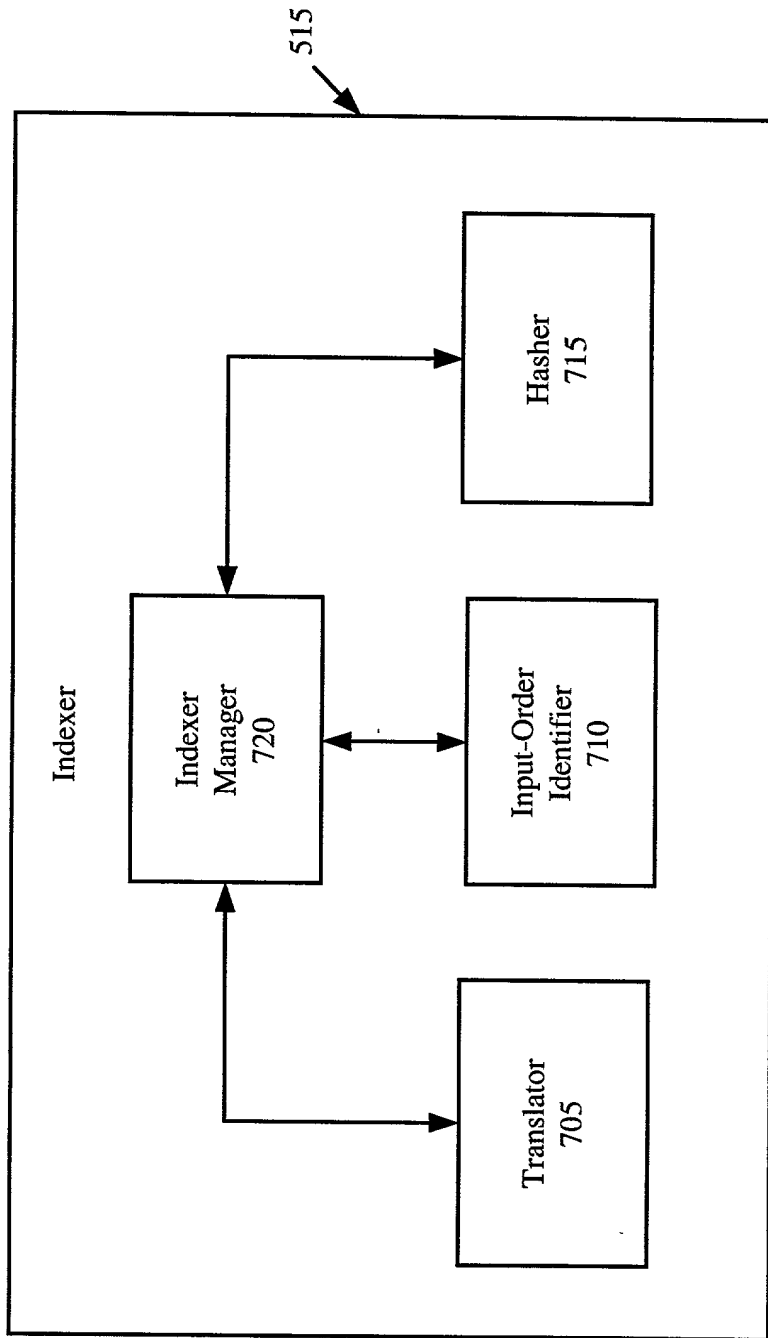 Indexer
515
Indexer
Manager
720
Translator
705
Input-Order
Identifier
710
Hasher
715